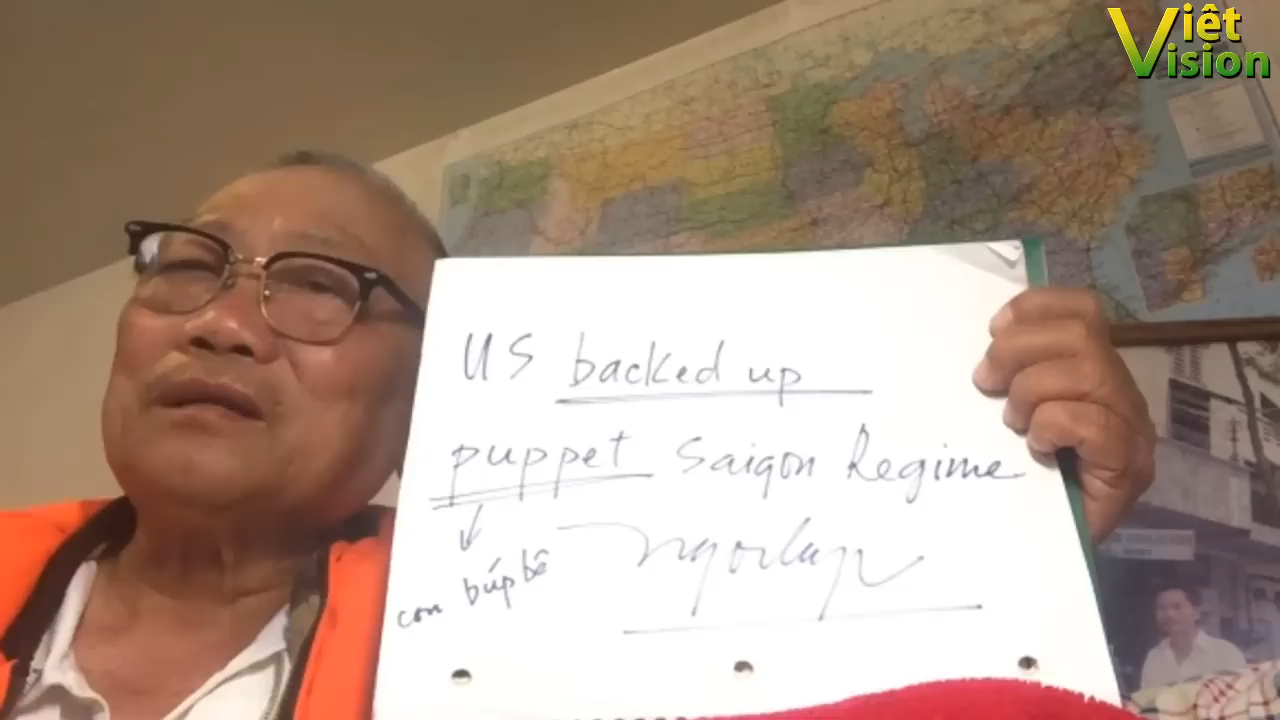 Việt
Vision
US backed up
puppet Saigon Regime
con búp bê